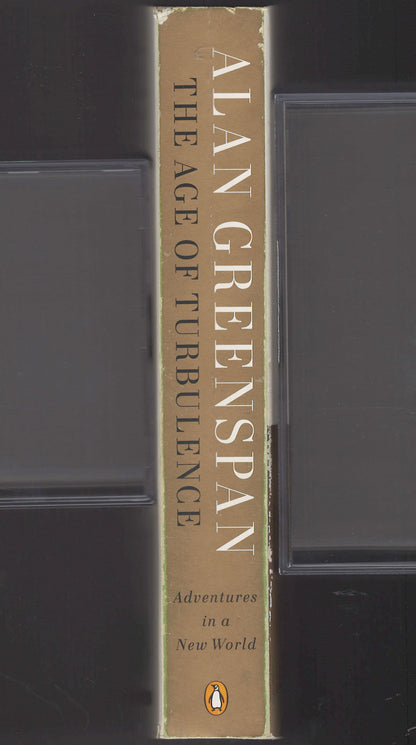 ALAN GREENSPAN
THE AGE OF TURBULENCE
Adventures
in a
New World